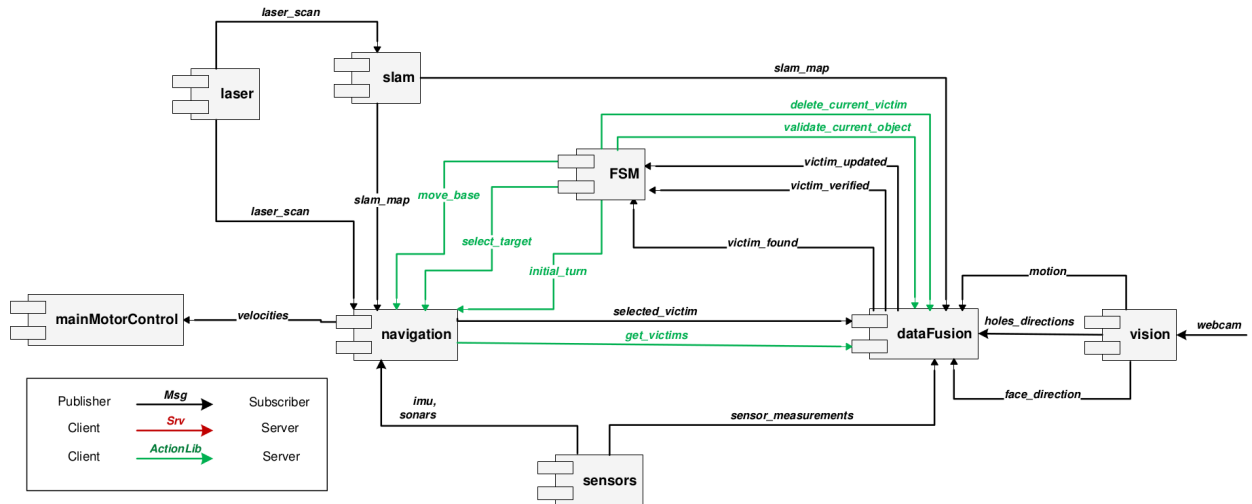 laser_scan
slam
slam_map
laser
delete_current_victim
validate_current_object
victim_updated
FSM
victim_verified
move_base
slam_map
laser_scan
select_target
victim_found
initial_turn
motion
mainMotorControl
velocities
selected_victim
holes_directions
webcam
navigation
get_victims
dataFusion
vision
face_direction
Publisher
Msg
Subscriber
Client
Srv
Server
Client
ActionLib
Server
imu,
sonars
sensor_measurements
sensors